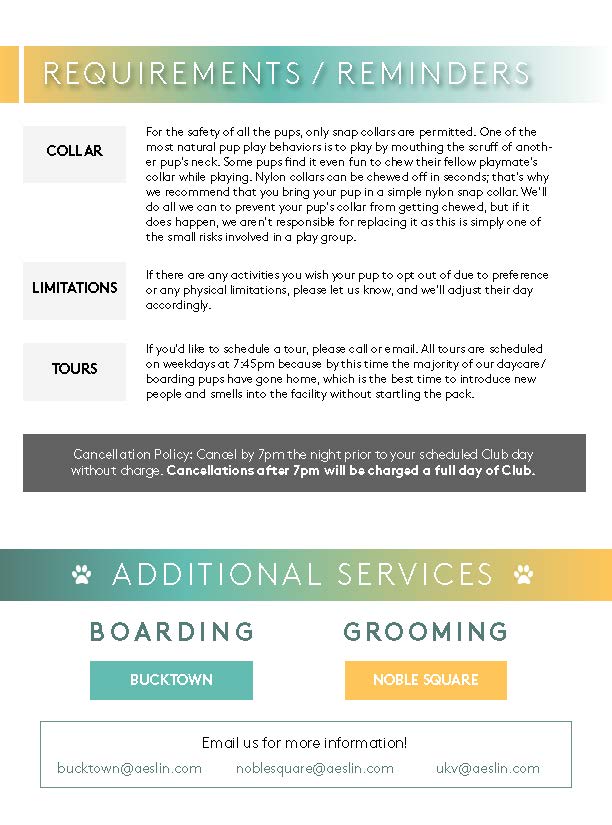 REQUIREMENTS / REMINDERS
COLLAR
For the safety of all the pups, only snap collars are permitted. One of the
most natural pup play behaviors is to play by mouthing the scruff of anoth-
er pup's neck. Some pups find it even fun to chew their fellow playmate's
collar while playing. Nylon collars can be chewed off in seconds; that's why
we recommend that you bring your pup in a simple nylon snap collar. We'll
do all we can to prevent your pup's collar from getting chewed, but if it
does happen, we aren't responsible for replacing it as this is simply one of
the small risks involved in a play group.
LIMITATIONS
If there are any activities you wish your pup to opt out of due to preference
or any physical limitations, please let us know, and we'll adjust their day
accordingly.
TOURS
If you'd like to schedule a tour, please call or email. All tours are scheduled
on weekdays at 7:45pm because by this time the majority of our daycare/
boarding pups have gone home, which is the best time to introduce new
people and smells into the facility without startling the pack.
Cancellation Policy: Cancel by 7pm the night prior to your scheduled Club day
without charge. Cancellations after 7pm will be charged a full day of Club.
ADDITIONAL SERVICES
BOARDING
BUCKTOWN
GROOMING
NOBLE SQUARE
Email us for more information!
bucktown@aeslin.com noblesquare@aeslin.com ukv@aeslin.com